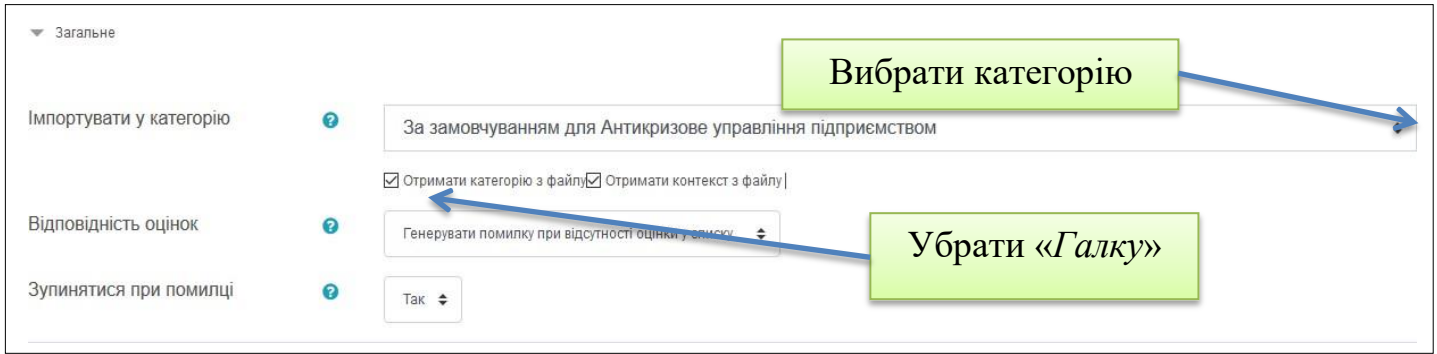 Загальне
Вибрати категорію
Імпортувати у категорію
За замовчуванням для Антикризове управління підприємством
Отримати категорію з файлу Отримати контекст з файлу
Відповідність оцінок
Генерувати помилку при відсутності оцінки у списку
Убрати «Галку»
Зупинятися при помилці
Так